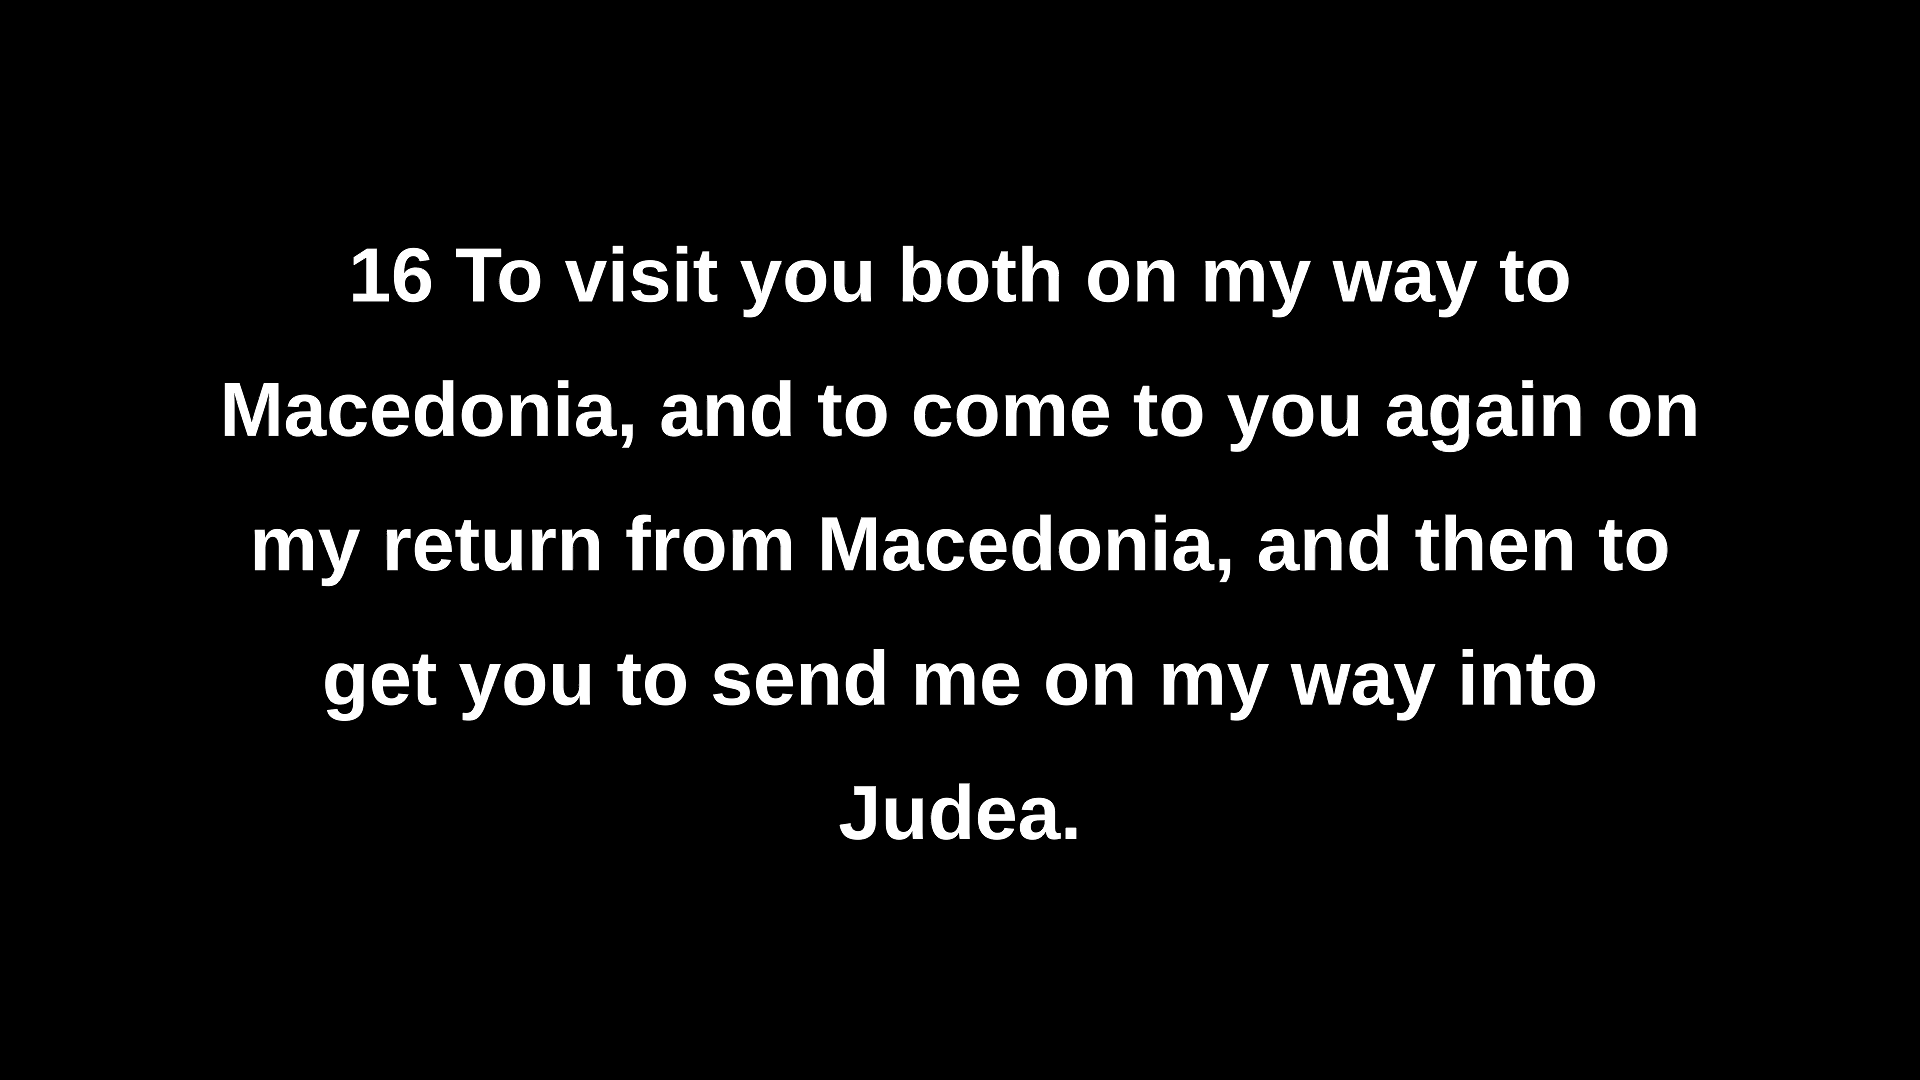 16 To visit you both on my way to
Macedonia, and to come to you again on
my return from Macedonia, and then to
get you to send me on my way into
Judea.